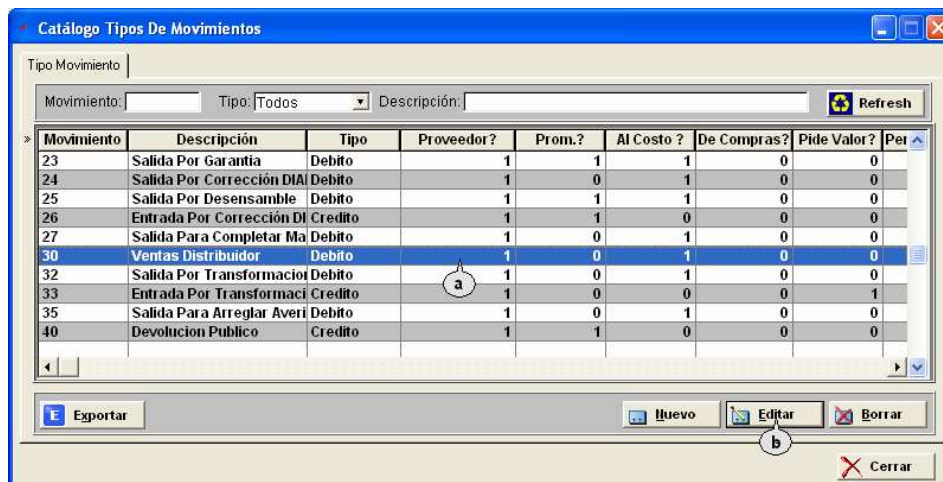 Catálogo Tipos De Movimientos
Tipo Movimiento
Movimiento: Tipo: Todos Descripción: Refresh
» Movimiento Descripción Tipo Proveedor? Prom.? Al Costo ? De Compras? Pide Valor? Per
23 Salida Por Garantia Debito 1 1 1 0 0
24 Salida Por Corrección DIAI Debito 1 0 1 0 0
25 Salida Por Desensamble Debito 1 1 1 0 0
26 Entrada Por Corrección DI Credito 1 1 0 0 0
27 Salida Para Completar Ma Debito 1 0 1 0 0
30 Ventas Distribuidor Debito 1 0 1 0 0
32 Salida Por Transformacion Debito 1 0 1 0 0
a
33 Entrada Por Transformaci Credito 1 0 0 0 1
35 Salida Para Arreglar Averi Debito 1 0 1 0 0
40 Devolucion Publico Credito 1 1 0 0 0
E Exportar Nuevo Editar Borrar
b
Cerrar